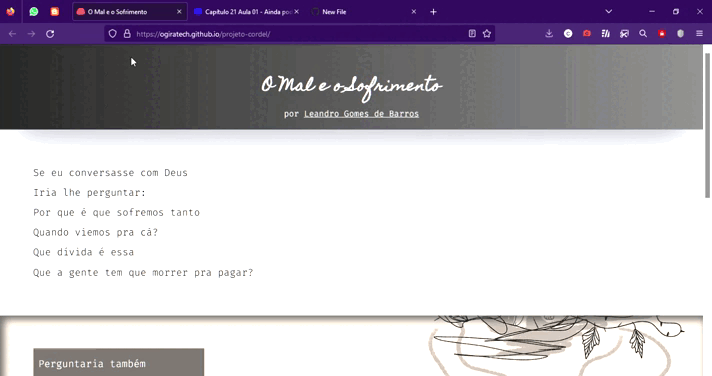 O Mal e o Sofrimento
Capítulo 21 Aula 01 - Ainda pod
New File
https://ogiratech.github.io/projeto-cordel/
O Mal e o Sofrimento
por Leandro Gomes de Barros
Se eu conversasse com Deus
Iria lhe perguntar:
Por que é que sofremos tanto
Quando viemos pra cá?
Que dívida é essa
Que a gente tem que morrer pra pagar?
Perguntaria também